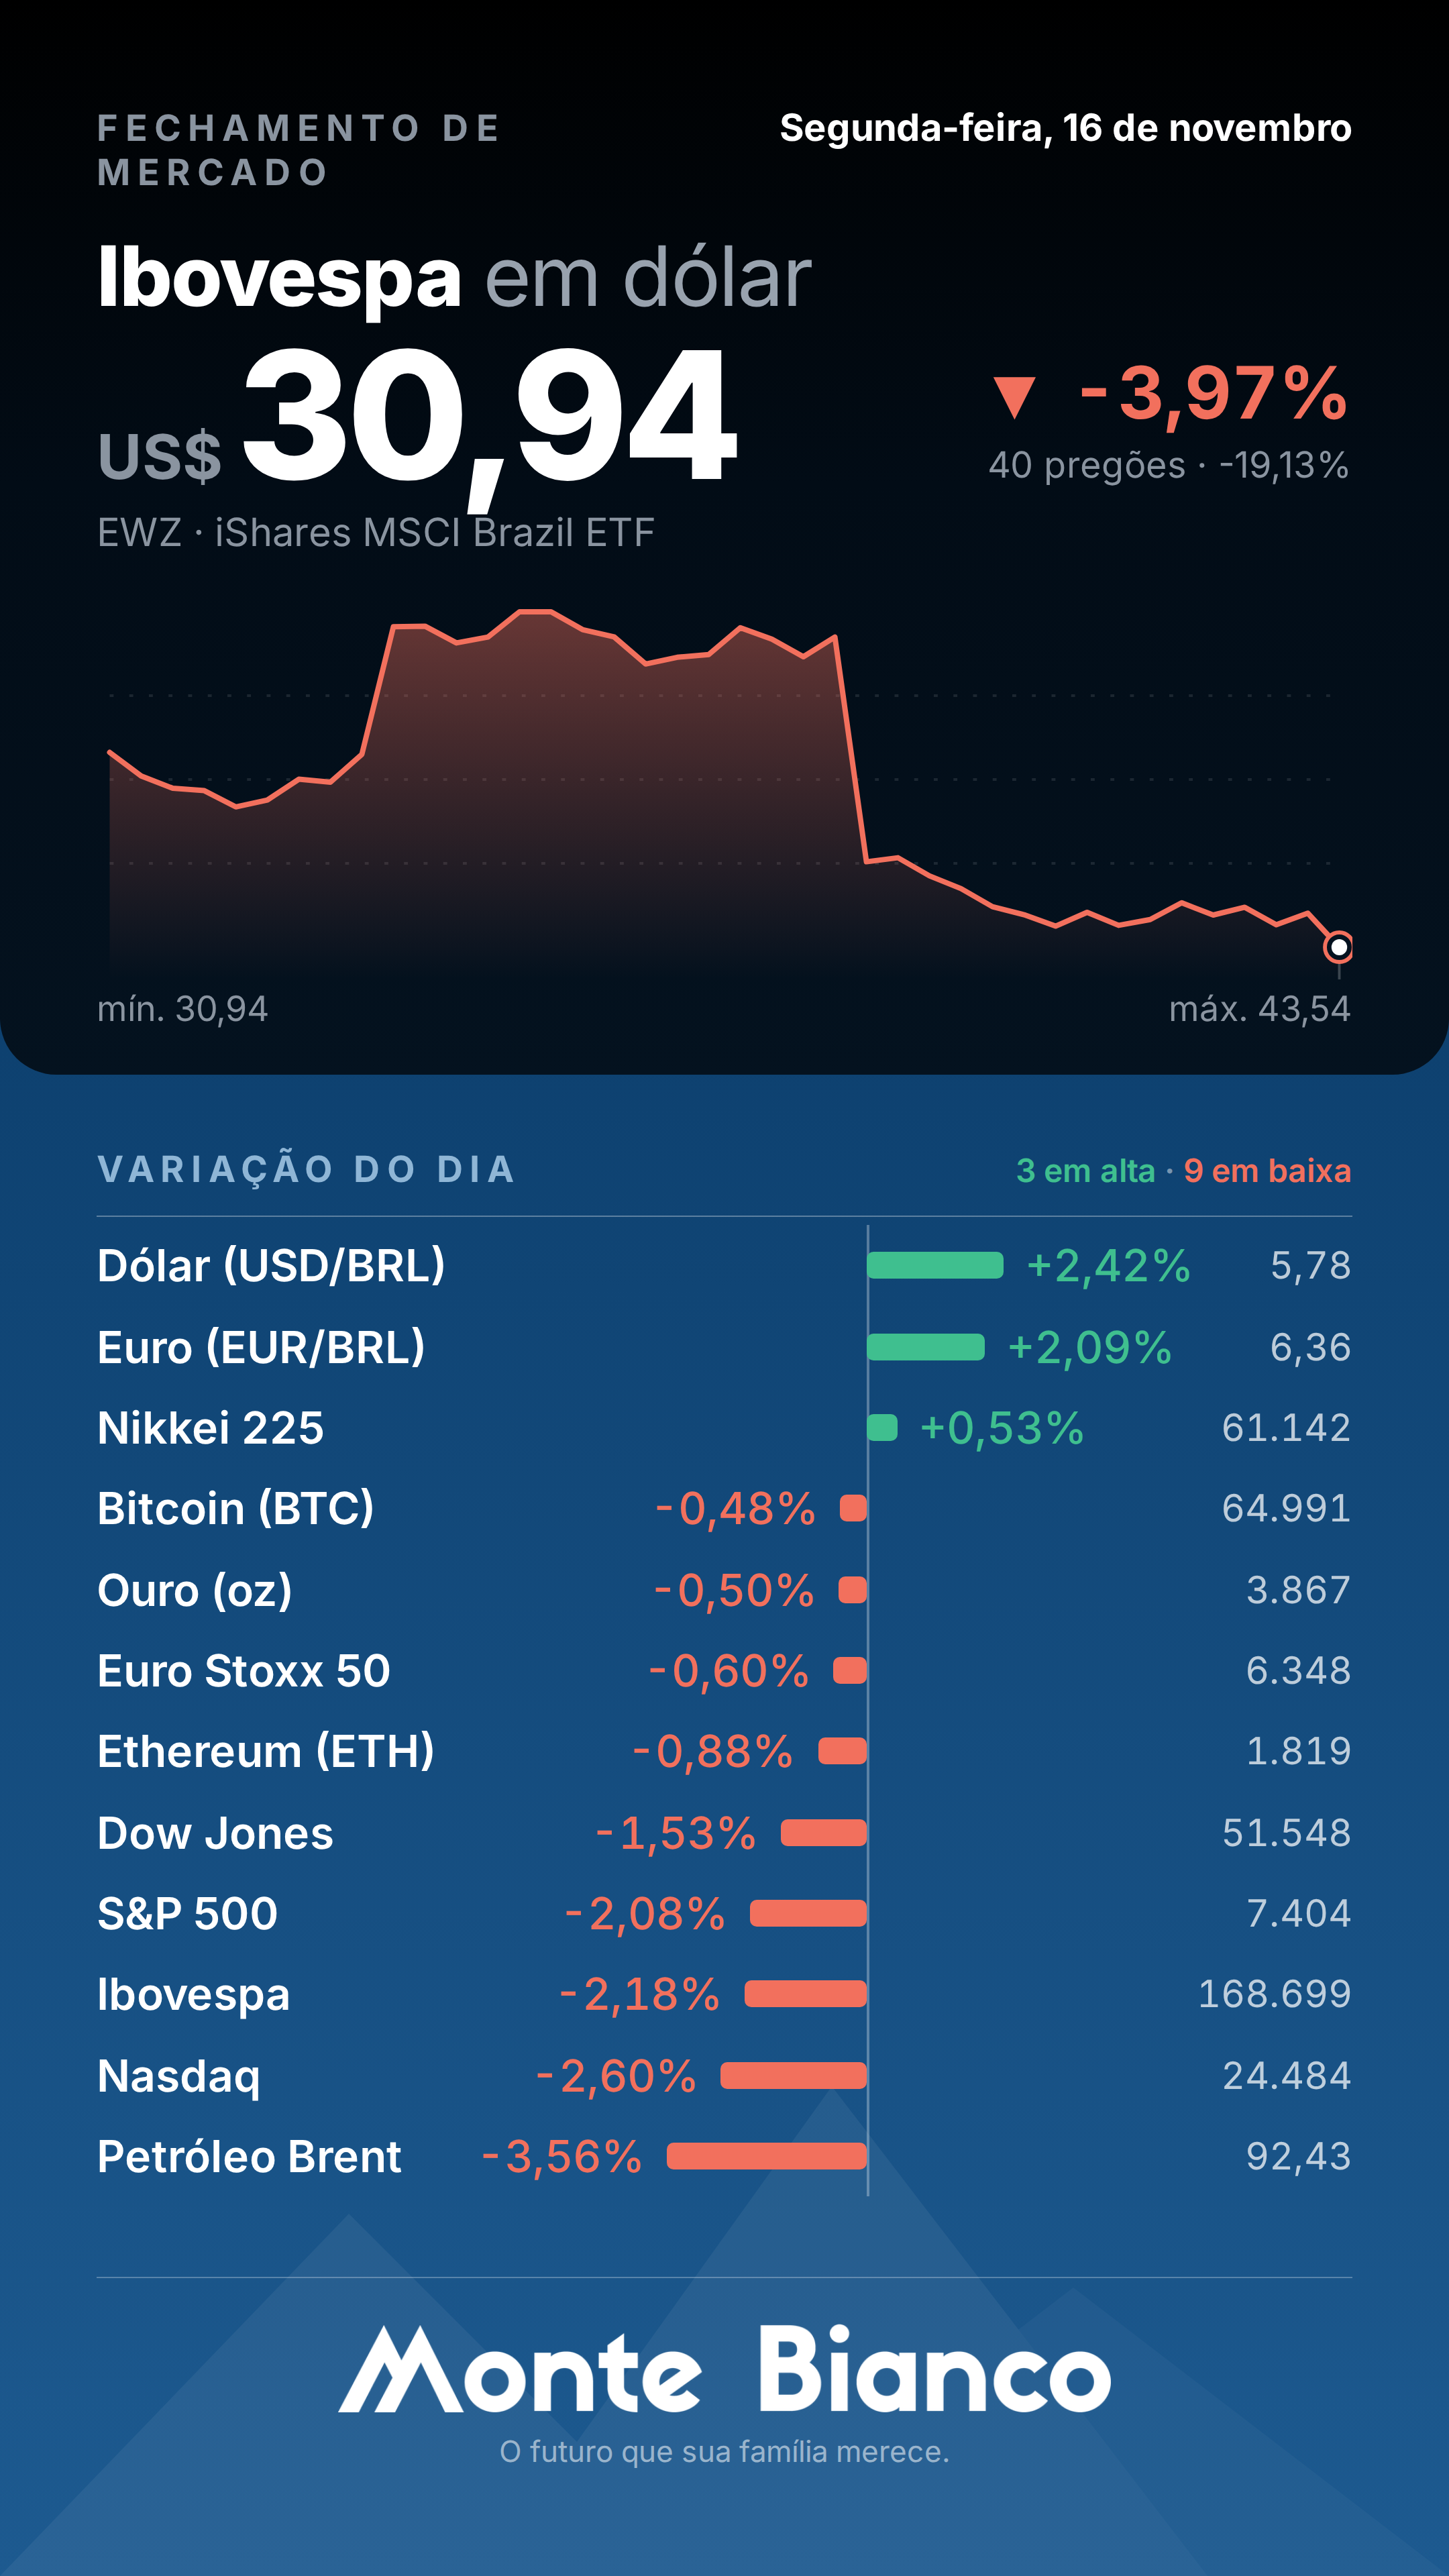 FECHAMENTO DE
MERCADO
Segunda-feira, 16 de novembro
Ibovespa em dólar
US$ 30,94
▼ -3,97%
40 pregões · -19,13%
EWZ · iShares MSCI Brazil ETF
mín. 30,94
máx. 43,54
VARIAÇÃO DO DIA
3 em alta · 9 em baixa
Dólar (USD/BRL) +2,42% 5,78
Euro (EUR/BRL) +2,09% 6,36
Nikkei 225 +0,53% 61.142
Bitcoin (BTC) -0,48% 64.991
Ouro (oz) -0,50% 3.867
Euro Stoxx 50 -0,60% 6.348
Ethereum (ETH) -0,88% 1.819
Dow Jones -1,53% 51.548
S&P 500 -2,08% 7.404
Ibovespa -2,18% 168.699
Nasdaq -2,60% 24.484
Petróleo Brent -3,56% 92,43
Monte Bianco
O futuro que sua família merece.